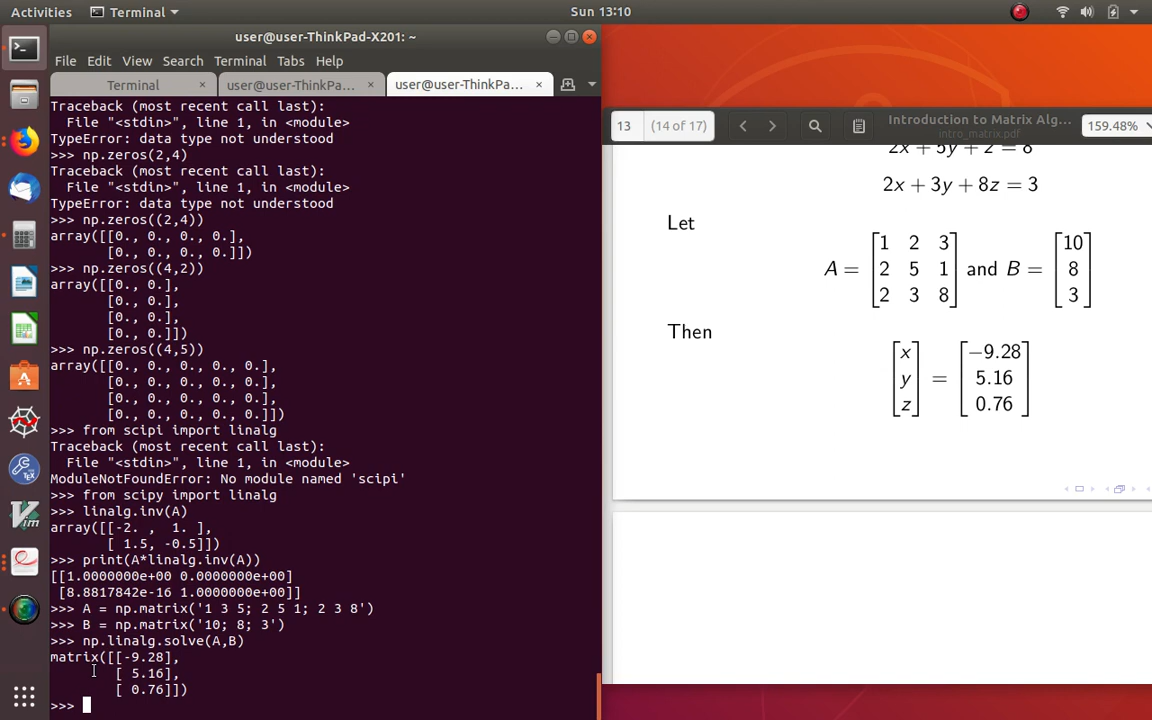 Activities
Terminal
Sun 13:10
user@user-ThinkPad-X201: ~
File Edit View Search Terminal Tabs Help
Terminal
user@user-ThinkPa...
user@user-ThinkPad...
Traceback (most recent call last):
  File "<stdin>", line 1, in <module>
TypeError: data type not understood
>>> np.zeros(2,4)
Traceback (most recent call last):
  File "<stdin>", line 1, in <module>
TypeError: data type not understood
>>> np.zeros((2,4))
array([[0., 0., 0., 0.],
       [0., 0., 0., 0.]])
>>> np.zeros((4,2))
array([[0., 0.],
       [0., 0.],
       [0., 0.],
       [0., 0.]])
>>> np.zeros((4,5))
array([[0., 0., 0., 0., 0.],
       [0., 0., 0., 0., 0.],
       [0., 0., 0., 0., 0.],
       [0., 0., 0., 0., 0.]])
>>> from scipi import linalg
Traceback (most recent call last):
  File "<stdin>", line 1, in <module>
ModuleNotFoundError: No module named 'scipi'
>>> from scipy import linalg
>>> linalg.inv(A)
array([[-2. ,  1. ],
       [ 1.5, -0.5]])
>>> print(A*linalg.inv(A))
[[1.0000000e+00 0.0000000e+00]
 [8.8817842e-16 1.0000000e+00]]
>>> A = np.matrix('1 3 5; 2 5 1; 2 3 8')
>>> B = np.matrix('10; 8; 3')
>>> np.linalg.solve(A,B)
matrix([[-9.28],
        [ 5.16],
        [ 0.76]])
>>>
13 (14 of 17)
Introduction to Matrix Alg...
intro_matrix.pdf
159.48%
2x + 5y + z = 8
2x + 3y + 8z = 3
Let
A = [1 2 3
2 5 1
2 3 8] and B = [10
8
3]
Then
[x
y
z] = [−9.28
5.16
0.76]